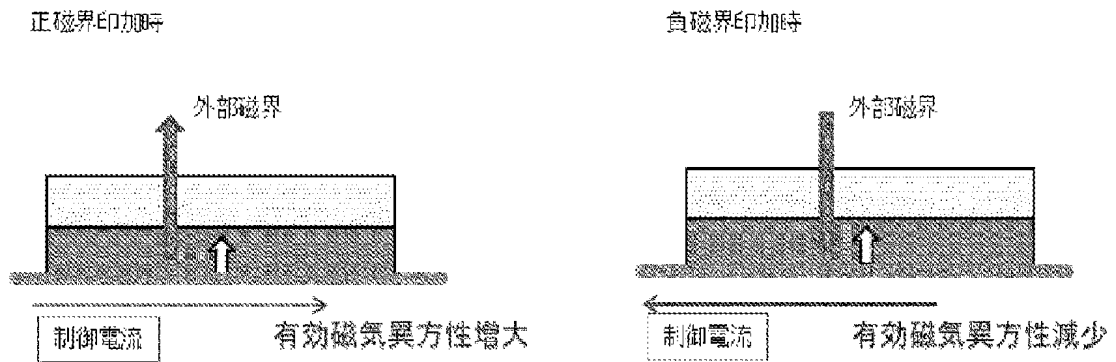 正磁界印加時
外部磁界
制御電流
有効磁気異方性増大
負磁界印加時
外部磁界
制御電流
有効磁気異方性減少